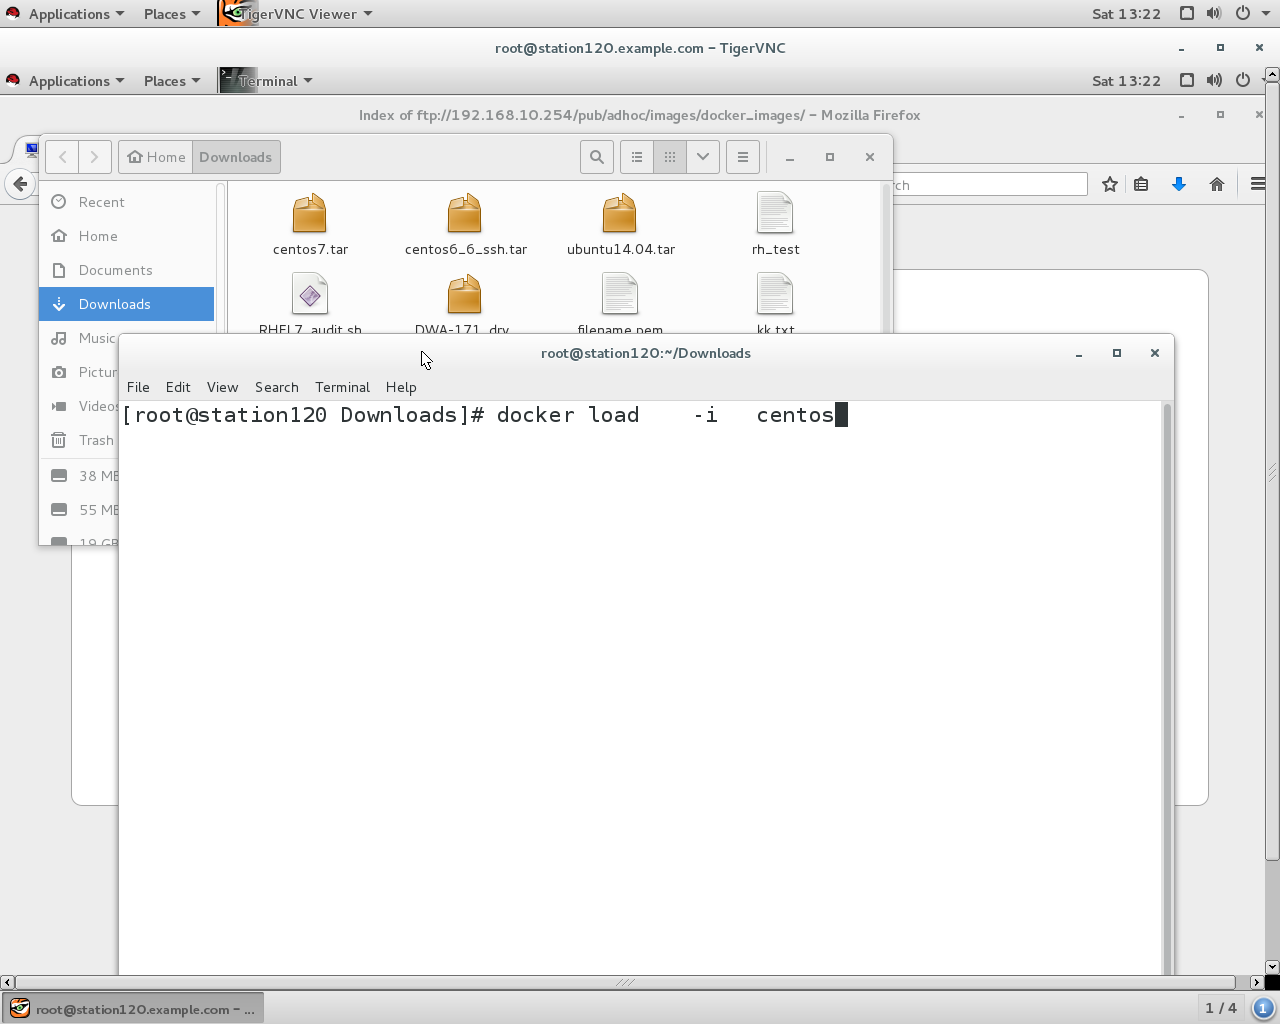 Applications Places TigerVNC Viewer Sat 13:22
root@station120.example.com - TigerVNC
Applications Places Terminal Sat 13:22
Index of ftp://192.168.10.254/pub/adhoc/images/docker_images/ - Mozilla Firefox
Home Downloads
rch
Recent
Home
Documents
Downloads
Music
Pictur
Videos
Trash
38 ME
55 ME
19 GB
centos7.tar centos6_6_ssh.tar ubuntu14.04.tar rh_test
RHEL7_audit.sh DWA-171_drv filename.pem kk.txt
root@station120:~/Downloads
File Edit View Search Terminal Help
[root@station120 Downloads]# docker load    -i   centos
root@station120.example.com - ...
1 / 4 1